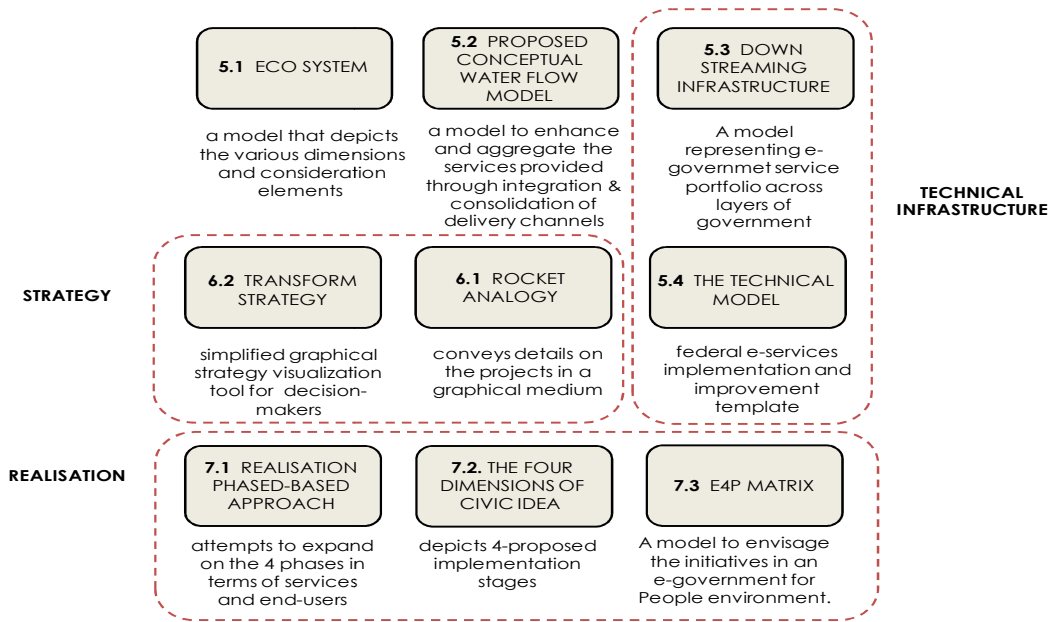 5.1 ECO SYSTEM
a model that depicts
the various dimensions
and consideration
elements
5.2 PROPOSED
CONCEPTUAL
WATER FLOW
MODEL
a model to enhance
and aggregate the
services provided
through integration &
consolidation of
delivery channels
5.3 DOWN
STREAMING
INFRASTRUCTURE
A model
representing e-
governmet service
portfolio across
layers of
government
TECHNICAL
INFRASTRUCTURE
STRATEGY
6.2 TRANSFORM
STRATEGY
simplified graphical
strategy visualization
tool for decision-
makers
6.1 ROCKET
ANALOGY
conveys details on
the projects in a
graphical medium
5.4 THE TECHNICAL
MODEL
federal e-services
implementation and
improvement
template
REALISATION
7.1 REALISATION
PHASED-BASED
APPROACH
attempts to expand
on the 4 phases in
terms of services
and end-users
7.2. THE FOUR
DIMENSIONS OF
CIVIC IDEA
depicts 4-proposed
implementation
stages
7.3 E4P MATRIX
A model to envisage
the initiatives in an
e-government for
People environment.